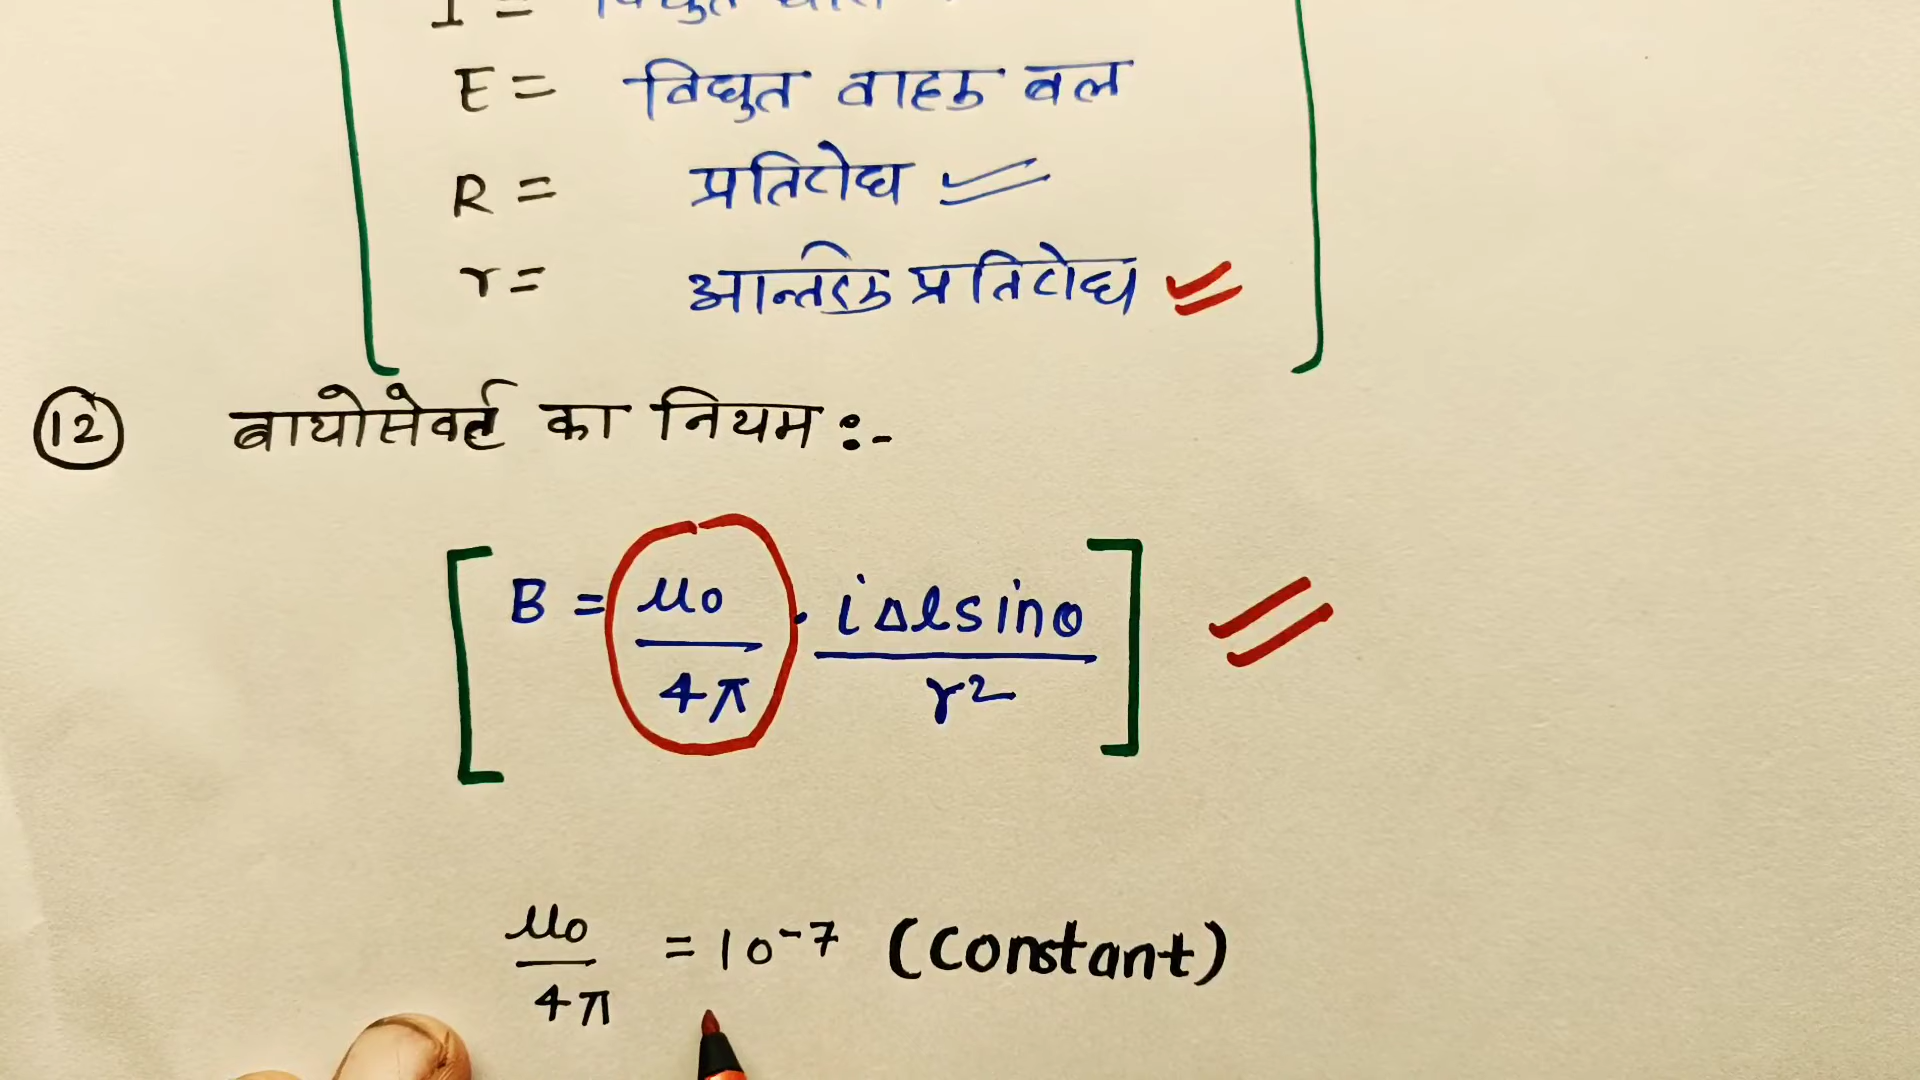 I =
E = विद्युत वाहक बल
R = प्रतिरोध
r = आन्तरिक प्रतिरोध
12 बायोसेवर्ट का नियम :-
[ B = μ0/4π . iΔl sinθ/r² ]
μ0/4π = 10⁻⁷ (Constant)